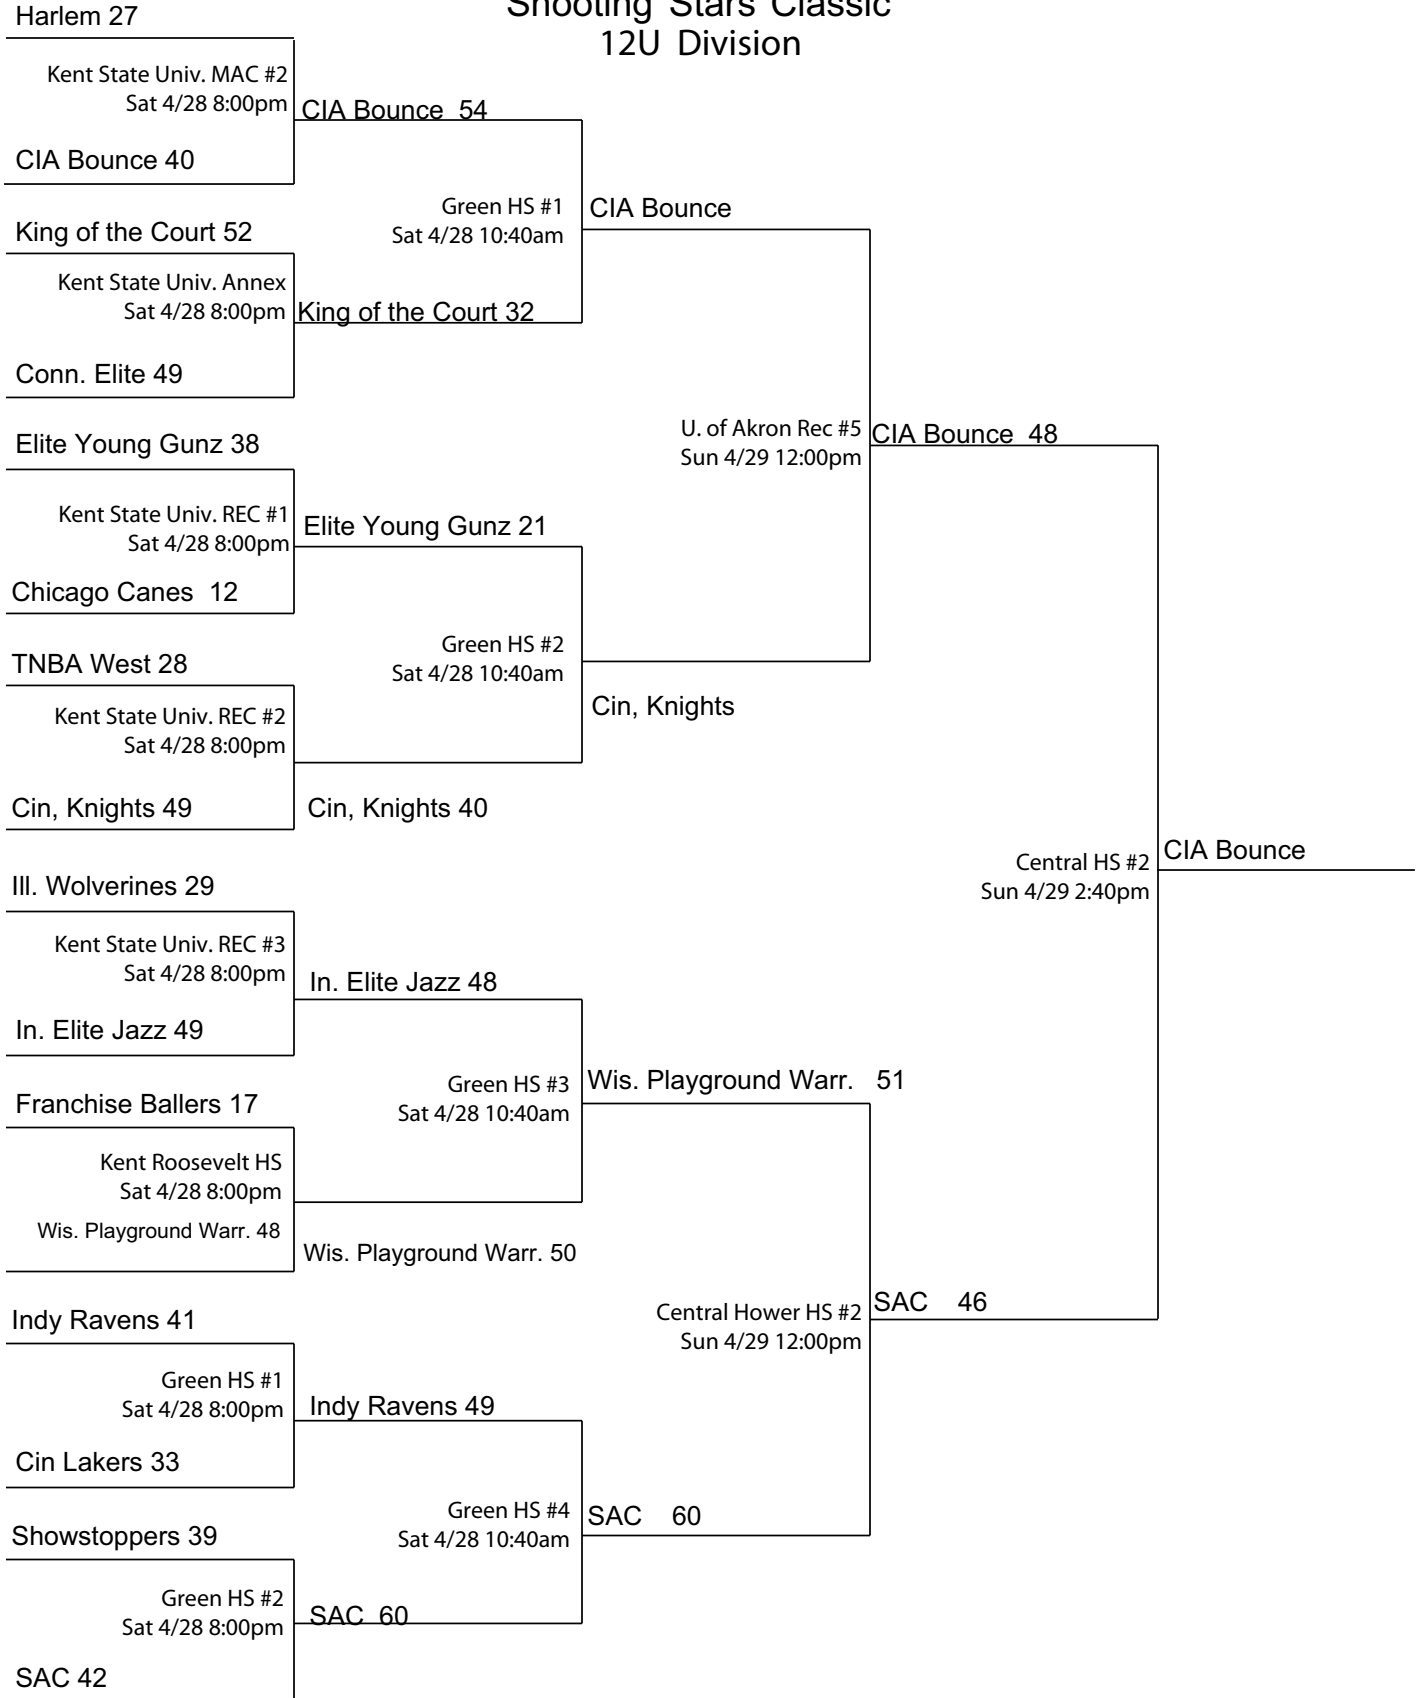 Shooting Stars Classic
12U Division
Harlem 27
Kent State Univ. MAC #2
Sat 4/28 8:00pm
CIA Bounce 54
CIA Bounce 40
Green HS #1
Sat 4/28 10:40am
CIA Bounce
King of the Court 52
Kent State Univ. Annex
Sat 4/28 8:00pm
King of the Court 32
Conn. Elite 49
U. of Akron Rec #5
Sun 4/29 12:00pm
CIA Bounce 48
Elite Young Gunz 38
Kent State Univ. REC #1
Sat 4/28 8:00pm
Elite Young Gunz 21
Chicago Canes 12
Green HS #2
Sat 4/28 10:40am
Cin, Knights
TNBA West 28
Kent State Univ. REC #2
Sat 4/28 8:00pm
Cin, Knights 49
Cin, Knights 40
Central HS #2
Sun 4/29 2:40pm
CIA Bounce
Ill. Wolverines 29
Kent State Univ. REC #3
Sat 4/28 8:00pm
In. Elite Jazz 48
In. Elite Jazz 49
Green HS #3
Sat 4/28 10:40am
Wis. Playground Warr. 51
Franchise Ballers 17
Kent Roosevelt HS
Sat 4/28 8:00pm
Wis. Playground Warr. 48
Wis. Playground Warr. 50
Central Hower HS #2
Sun 4/29 12:00pm
SAC 46
Indy Ravens 41
Green HS #1
Sat 4/28 8:00pm
Indy Ravens 49
Cin Lakers 33
Green HS #4
Sat 4/28 10:40am
SAC 60
Showstoppers 39
Green HS #2
Sat 4/28 8:00pm
SAC 60
SAC 42